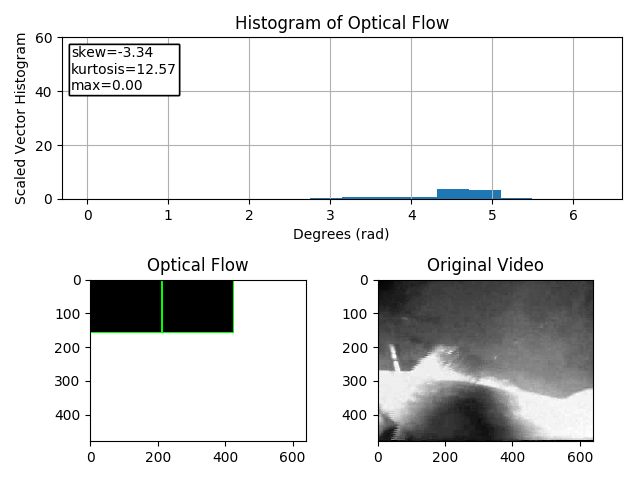 Histogram of Optical Flow
Scaled Vector Histogram
60
40
20
0
skew=-3.34
kurtosis=12.57
max=0.00
0 1 2 3 4 5 6
Degrees (rad)
Optical Flow
0
100
200
300
400
0 200 400 600
Original Video
0
100
200
300
400
0 200 400 600